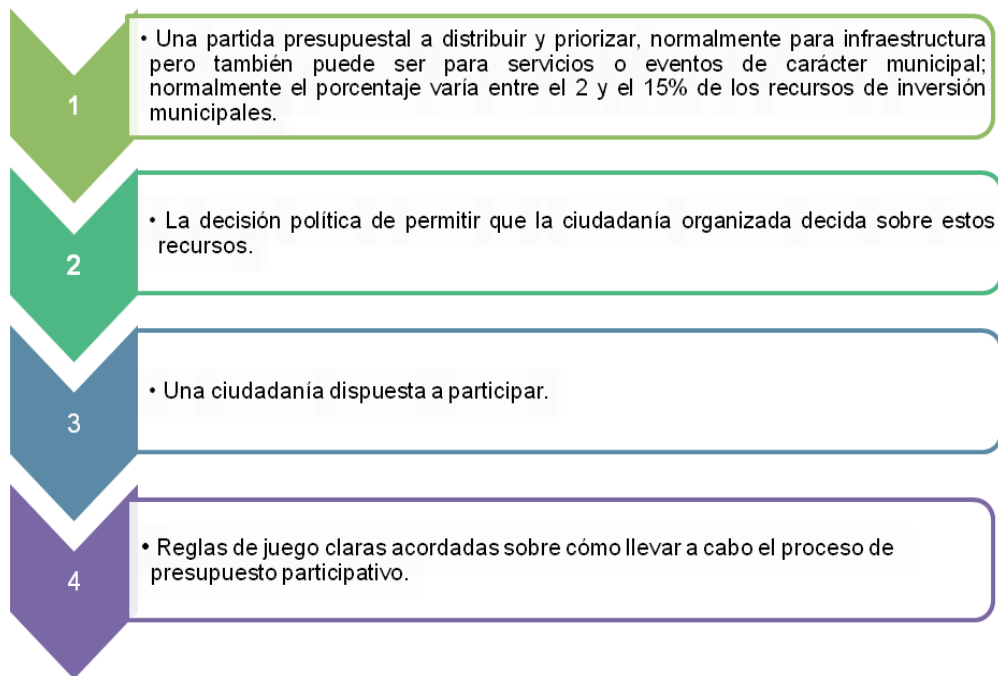 1
• Una partida presupuestal a distribuir y priorizar, normalmente para infraestructura
pero también puede ser para servicios o eventos de carácter municipal;
normalmente el porcentaje varía entre el 2 y el 15% de los recursos de inversión
municipales.
2
• La decisión política de permitir que la ciudadanía organizada decida sobre estos
recursos.
3
• Una ciudadanía dispuesta a participar.
4
• Reglas de juego claras acordadas sobre cómo llevar a cabo el proceso de
presupuesto participativo.